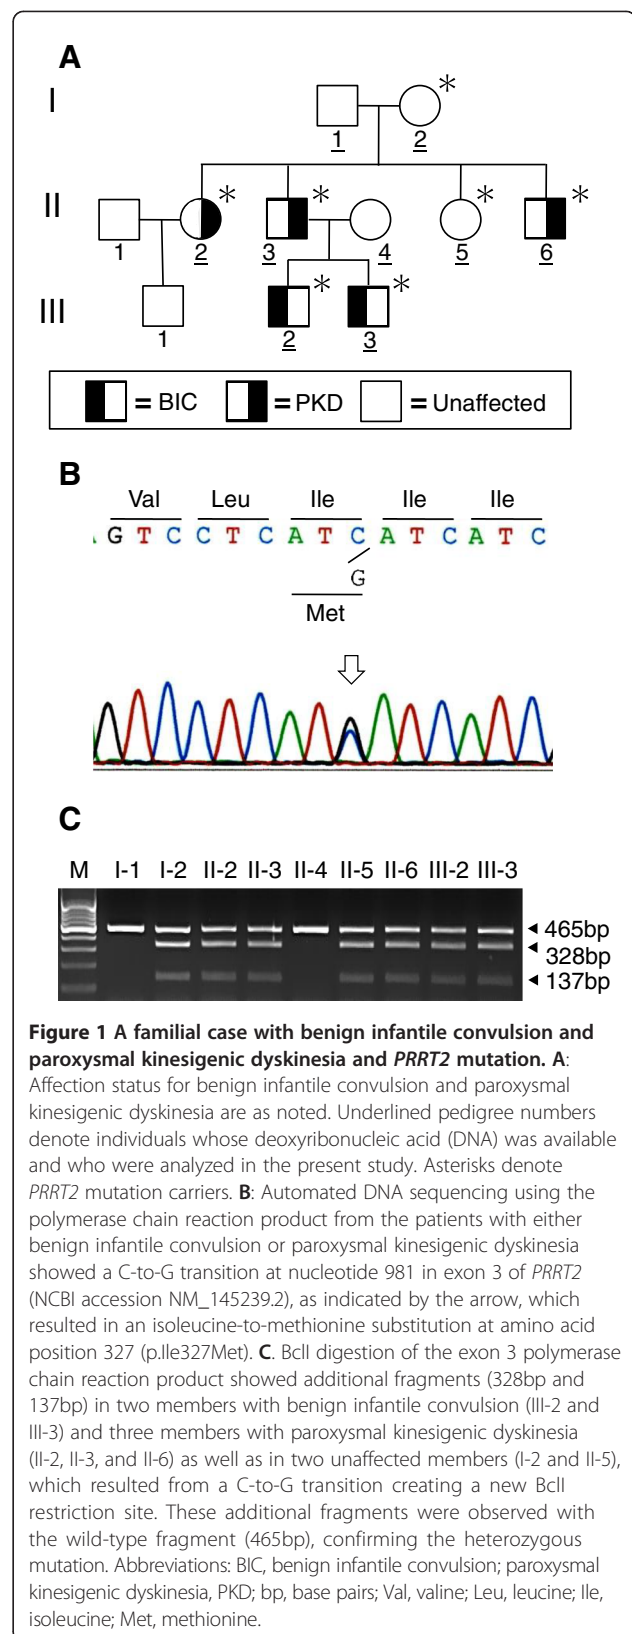 A
I
1 2
II
1 2 3 4 5 6
III
1 2 3
= BIC = PKD = Unaffected
B
Val Leu Ile Ile Ile
G T C C T C A T C A T C A T C
G
Met
C
M I-1 I-2 II-2 II-3 II-4 II-5 II-6 III-2 III-3
465bp
328bp
137bp
Figure 1 A familial case with benign infantile convulsion and
paroxysmal kinesigenic dyskinesia and PRRT2 mutation. A:
Affection status for benign infantile convulsion and paroxysmal
kinesigenic dyskinesia are as noted. Underlined pedigree numbers
denote individuals whose deoxyribonucleic acid (DNA) was available
and who were analyzed in the present study. Asterisks denote
PRRT2 mutation carriers. B: Automated DNA sequencing using the
polymerase chain reaction product from the patients with either
benign infantile convulsion or paroxysmal kinesigenic dyskinesia
showed a C-to-G transition at nucleotide 981 in exon 3 of PRRT2
(NCBI accession NM_145239.2), as indicated by the arrow, which
resulted in an isoleucine-to-methionine substitution at amino acid
position 327 (p.Ile327Met). C. BclI digestion of the exon 3 polymerase
chain reaction product showed additional fragments (328bp and
137bp) in two members with benign infantile convulsion (III-2 and
III-3) and three members with paroxysmal kinesigenic dyskinesia
(II-2, II-3, and II-6) as well as in two unaffected members (I-2 and II-5),
which resulted from a C-to-G transition creating a new BclI
restriction site. These additional fragments were observed with
the wild-type fragment (465bp), confirming the heterozygous
mutation. Abbreviations: BIC, benign infantile convulsion; paroxysmal
kinesigenic dyskinesia, PKD; bp, base pairs; Val, valine; Leu, leucine; Ile,
isoleucine; Met, methionine.